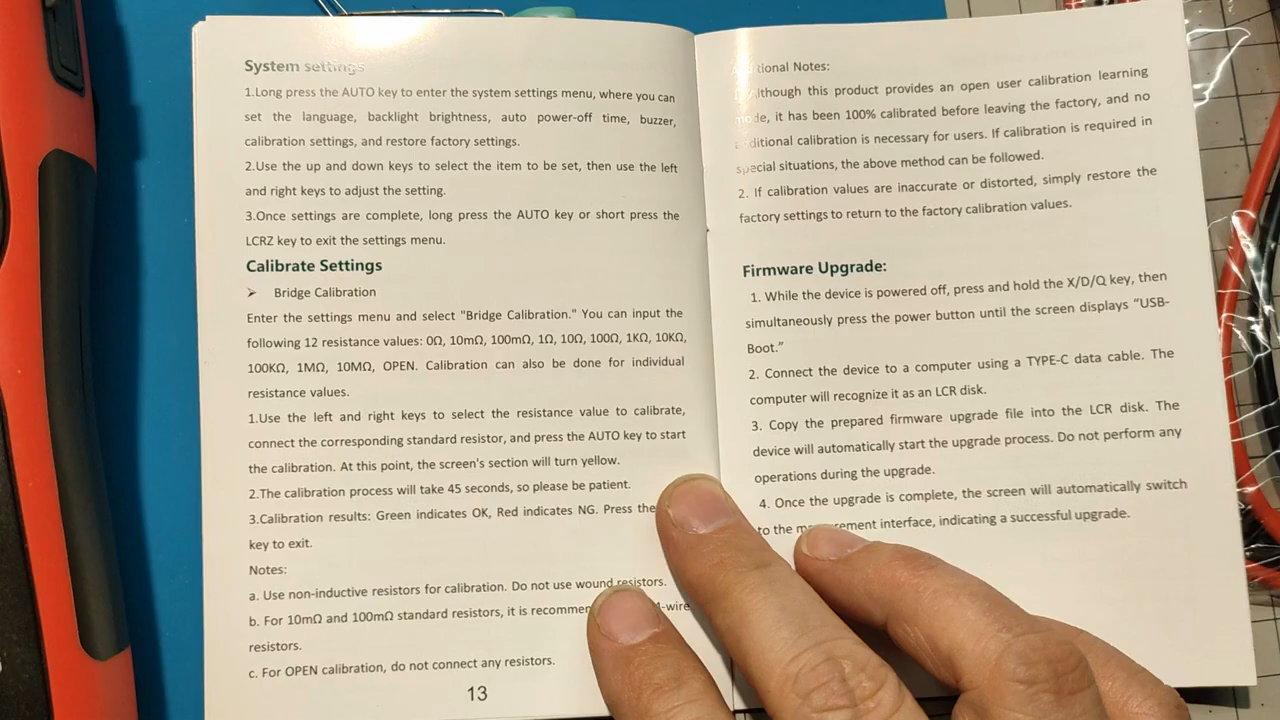 System settings
1.Long press the AUTO key to enter the system settings menu, where you can
set the language, backlight brightness, auto power-off time, buzzer,
calibration settings, and restore factory settings.
2.Use the up and down keys to select the item to be set, then use the left
and right keys to adjust the setting.
3.Once settings are complete, long press the AUTO key or short press the
LCRZ key to exit the settings menu.
Calibrate Settings
➢ Bridge Calibration
Enter the settings menu and select "Bridge Calibration." You can input the
following 12 resistance values: 0Ω, 10mΩ, 100mΩ, 1Ω, 10Ω, 100Ω, 1KΩ, 10KΩ,
100KΩ, 1MΩ, 10MΩ, OPEN. Calibration can also be done for individual
resistance values.
1.Use the left and right keys to select the resistance value to calibrate,
connect the corresponding standard resistor, and press the AUTO key to start
the calibration. At this point, the screen's section will turn yellow.
2.The calibration process will take 45 seconds, so please be patient.
3.Calibration results: Green indicates OK, Red indicates NG. Press the
key to exit.
Notes:
a. Use non-inductive resistors for calibration. Do not use wound resistors.
b. For 10mΩ and 100mΩ standard resistors, it is -wire
resistors.
c. For OPEN calibration, do not connect any resistors.
13
Notes:
although this product provides an open user calibration learning
mode, it has been 100% calibrated before leaving the factory, and no
additional calibration is necessary for users. If calibration is required in
special situations, the above method can be followed.
2. If calibration values are inaccurate or distorted, simply restore the
factory settings to return to the factory calibration values.
Firmware Upgrade:
1. While the device is powered off, press and hold the X/D/Q key, then
simultaneously press the power button until the screen displays “USB-
Boot.”
2. Connect the device to a computer using a TYPE-C data cable. The
computer will recognize it as an LCR disk.
3. Copy the prepared firmware upgrade file into the LCR disk. The
device will automatically start the upgrade process. Do not perform any
operations during the upgrade.
4. Once the upgrade is complete, the screen will automatically switch
to the interface, indicating a successful upgrade.